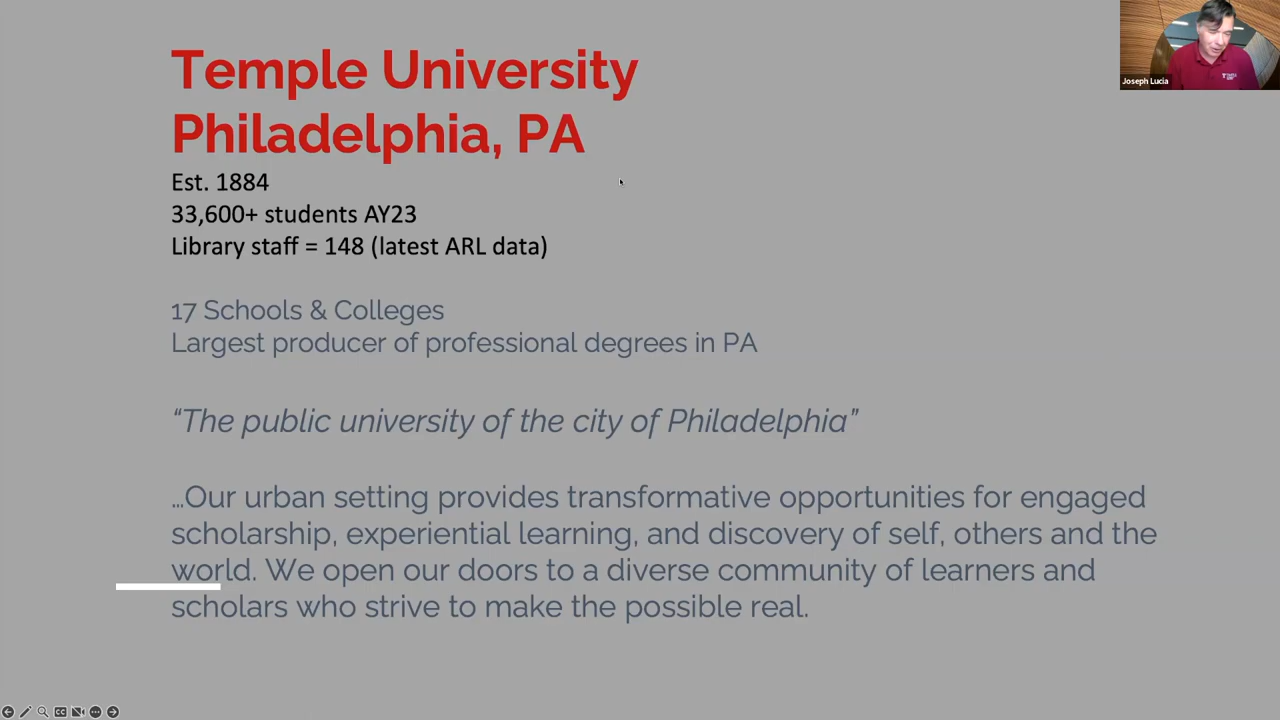 Temple University
Philadelphia, PA
Est. 1884
33,600+ students AY23
Library staff = 148 (latest ARL data)
17 Schools & Colleges
Largest producer of professional degrees in PA
“The public university of the city of Philadelphia”
…Our urban setting provides transformative opportunities for engaged
scholarship, experiential learning, and discovery of self, others and the
world. We open our doors to a diverse community of learners and
scholars who strive to make the possible real.
Joseph Lucia